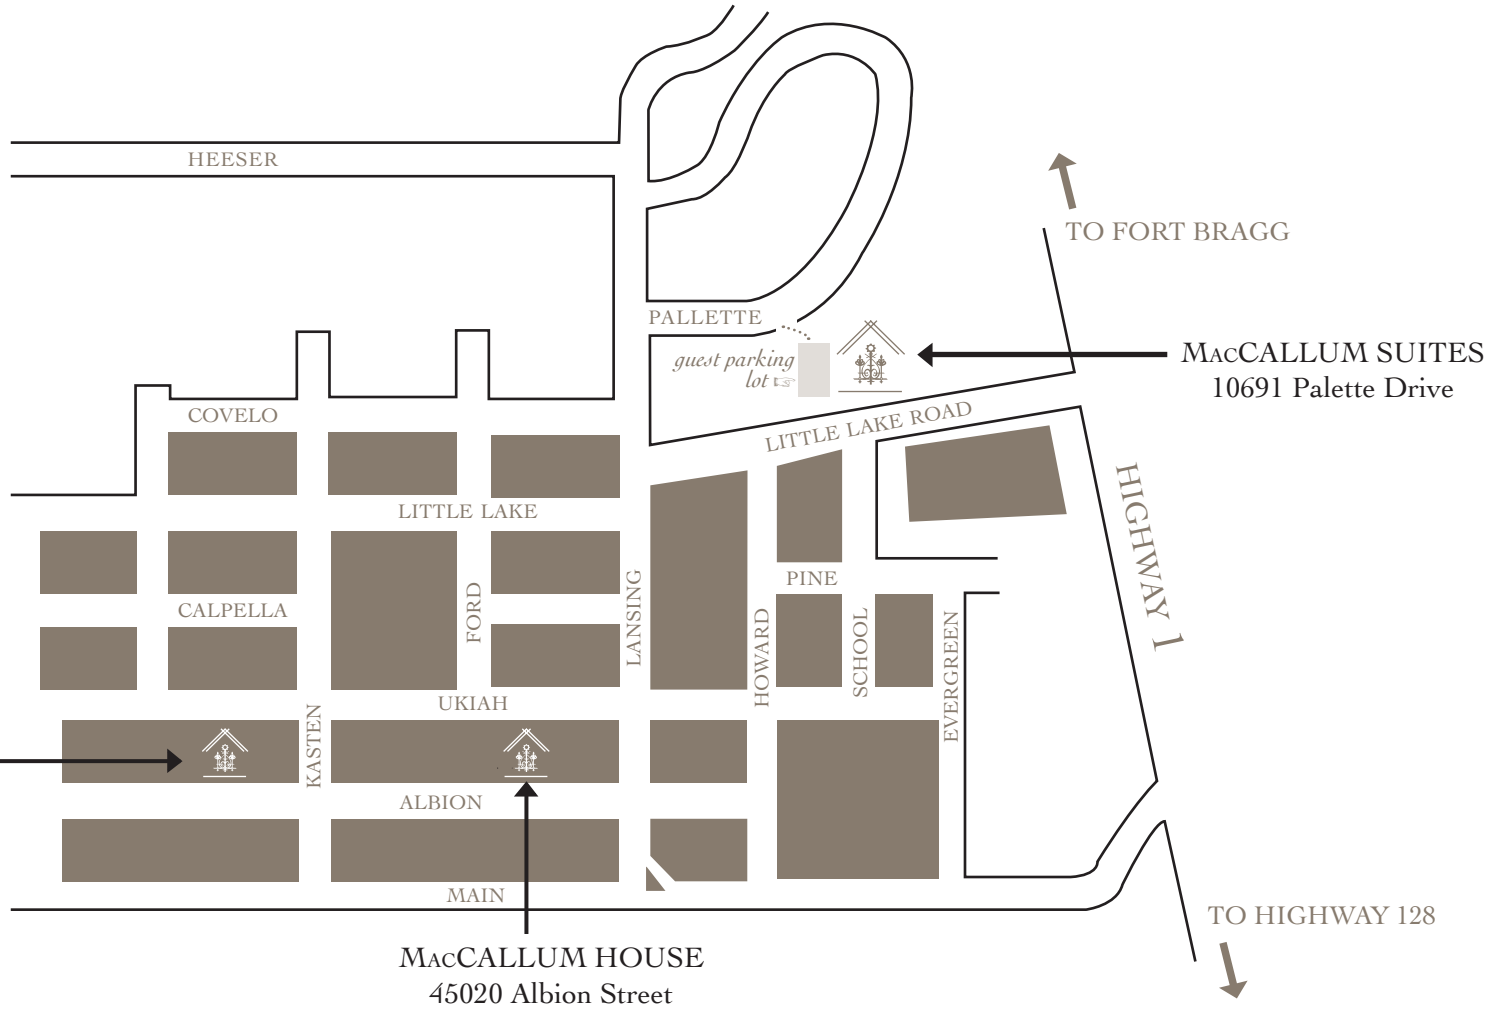 HEESER
TO FORT BRAGG
PALLETTE
guest parking
lot
MacCALLUM SUITES
10691 Palette Drive
COVELO
LITTLE LAKE ROAD
LITTLE LAKE
HIGHWAY 1
PINE
CALPELLA
FORD
LANSING
HOWARD
SCHOOL
EVERGREEN
UKIAH
KASTEN
ALBION
MAIN
TO HIGHWAY 128
MacCALLUM HOUSE
45020 Albion Street